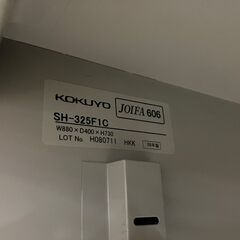 KOKUYO
JOIFA 606
SH-325F1C
W880×D400×H730
LOT No. H080711 HKK